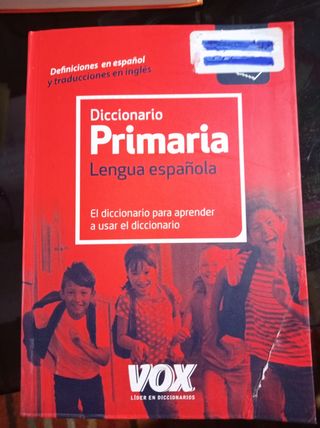 Definiciones en español
y traducciones en inglés
Diccionario
Primaria
Lengua española
El diccionario para aprender
a usar el diccionario
VOX
LÍDER EN DICCIONARIOS